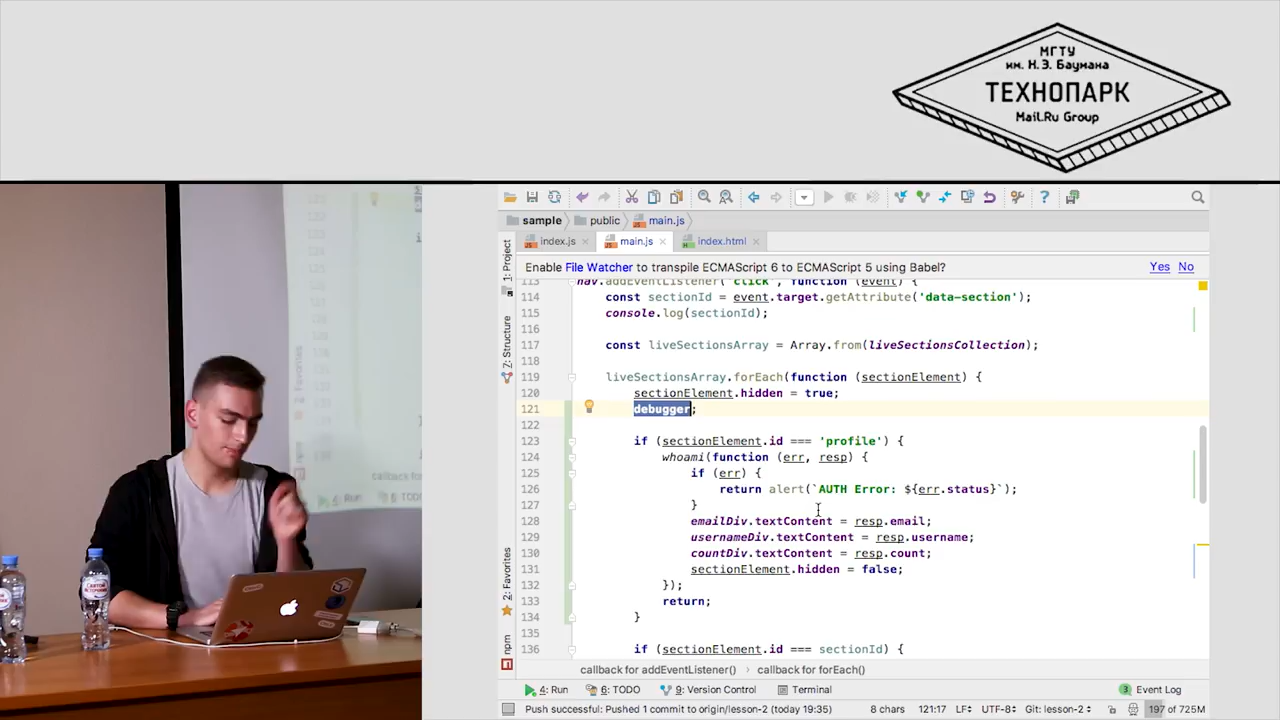 МГТУ
им. Н.Э. Баумана
ТЕХНОПАРК
Mail.Ru Group
sample public main.js
index.js main.js index.html
Enable File Watcher to transpile ECMAScript 6 to ECMAScript 5 using Babel? Yes No
113 nav.addEventListener('click', function (event) {
114 const sectionId = event.target.getAttribute('data-section');
115 console.log(sectionId);
116
117 const liveSectionsArray = Array.from(liveSectionsCollection);
118
119 liveSectionsArray.forEach(function (sectionElement) {
120 sectionElement.hidden = true;
121 debugger;
122
123 if (sectionElement.id === 'profile') {
124 whoami(function (err, resp) {
125 if (err) {
126 return alert(`AUTH Error: ${err.status}`);
127 }
128 emailDiv.textContent = resp.email;
129 usernameDiv.textContent = resp.username;
130 countDiv.textContent = resp.count;
131 sectionElement.hidden = false;
132 });
133 return;
134 }
135
136 if (sectionElement.id === sectionId) {
callback for addEventListener() callback for forEach()
1: Project
7: Structure
2: Favorites
npm
4: Run 6: TODO 9: Version Control Terminal 3 Event Log
Push successful: Pushed 1 commit to origin/lesson-2 (today 19:35) 8 chars 121:17 LF÷ UTF-8÷ Git: lesson-2÷ 197 of 725M